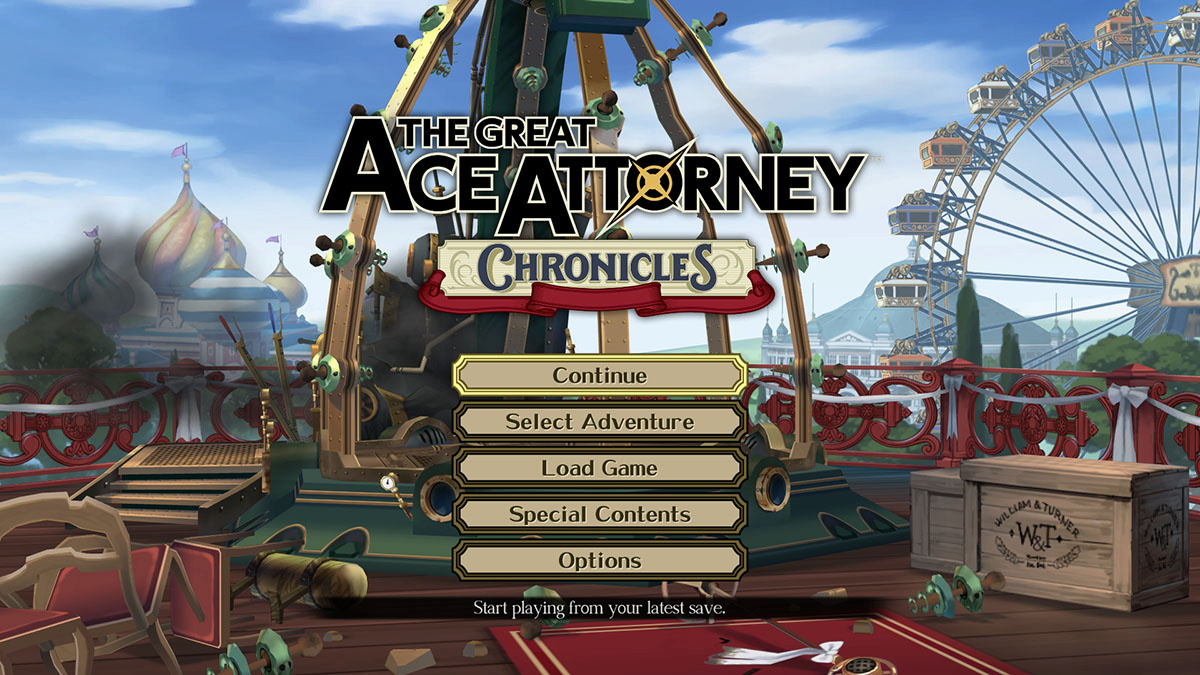 THE GREAT
ACE ATTORNEY
CHRONICLES
Continue
Select Adventure
Load Game
Special Contents
Options
Start playing from your latest save.
WILLIAM & TURNER
W&T